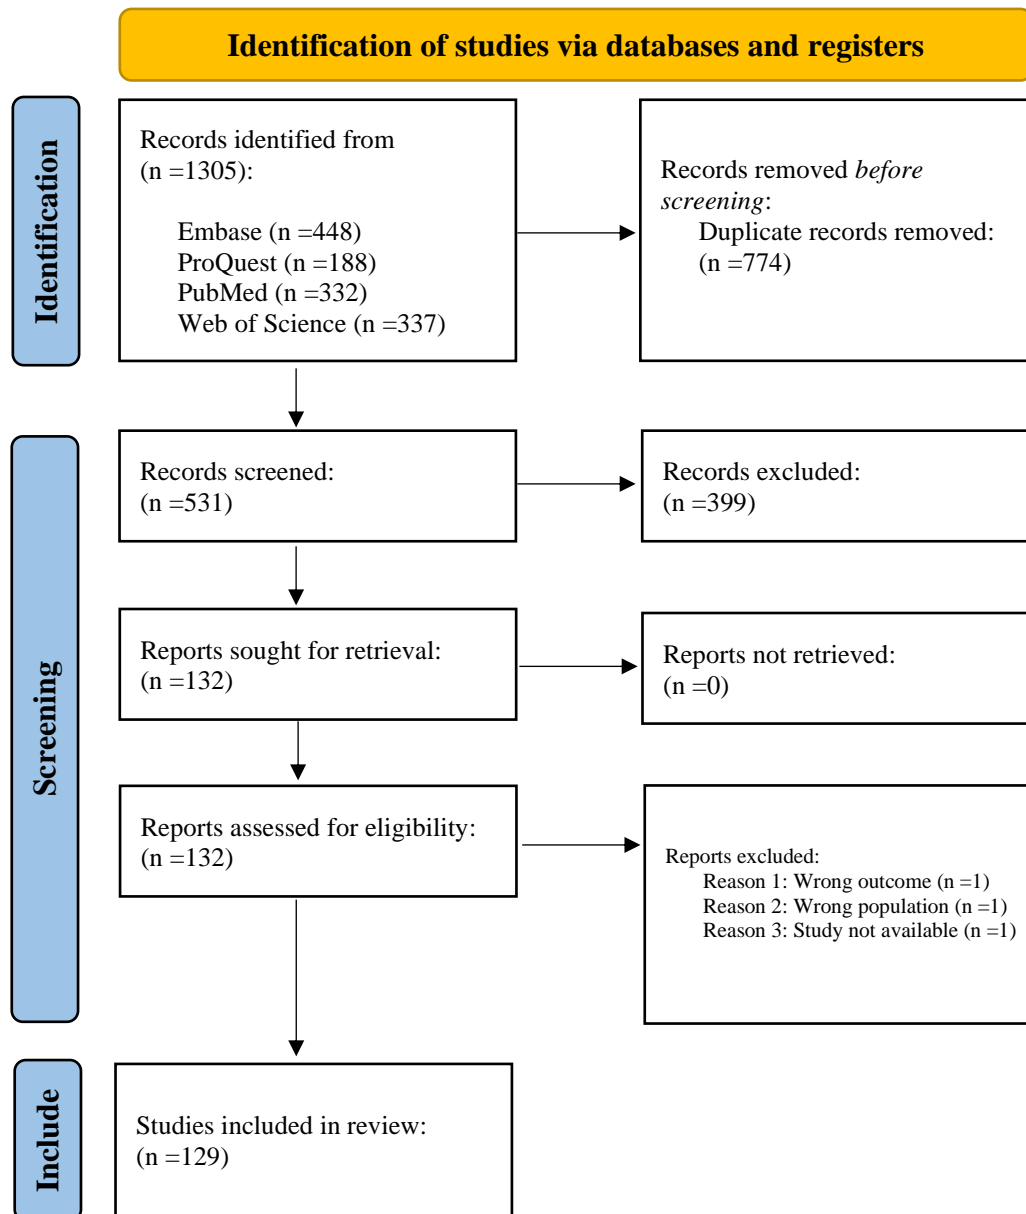 Identification of studies via databases and registers
Identification
Records identified from
(n =1305):
Embase (n =448)
ProQuest (n =188)
PubMed (n =332)
Web of Science (n =337)
Records removed before
screening:
Duplicate records removed:
(n =774)
Screening
Records screened:
(n =531)
Records excluded:
(n =399)
Reports sought for retrieval:
(n =132)
Reports not retrieved:
(n =0)
Reports assessed for eligibility:
(n =132)
Reports excluded:
Reason 1: Wrong outcome (n =1)
Reason 2: Wrong population (n =1)
Reason 3: Study not available (n =1)
Include
Studies included in review:
(n =129)